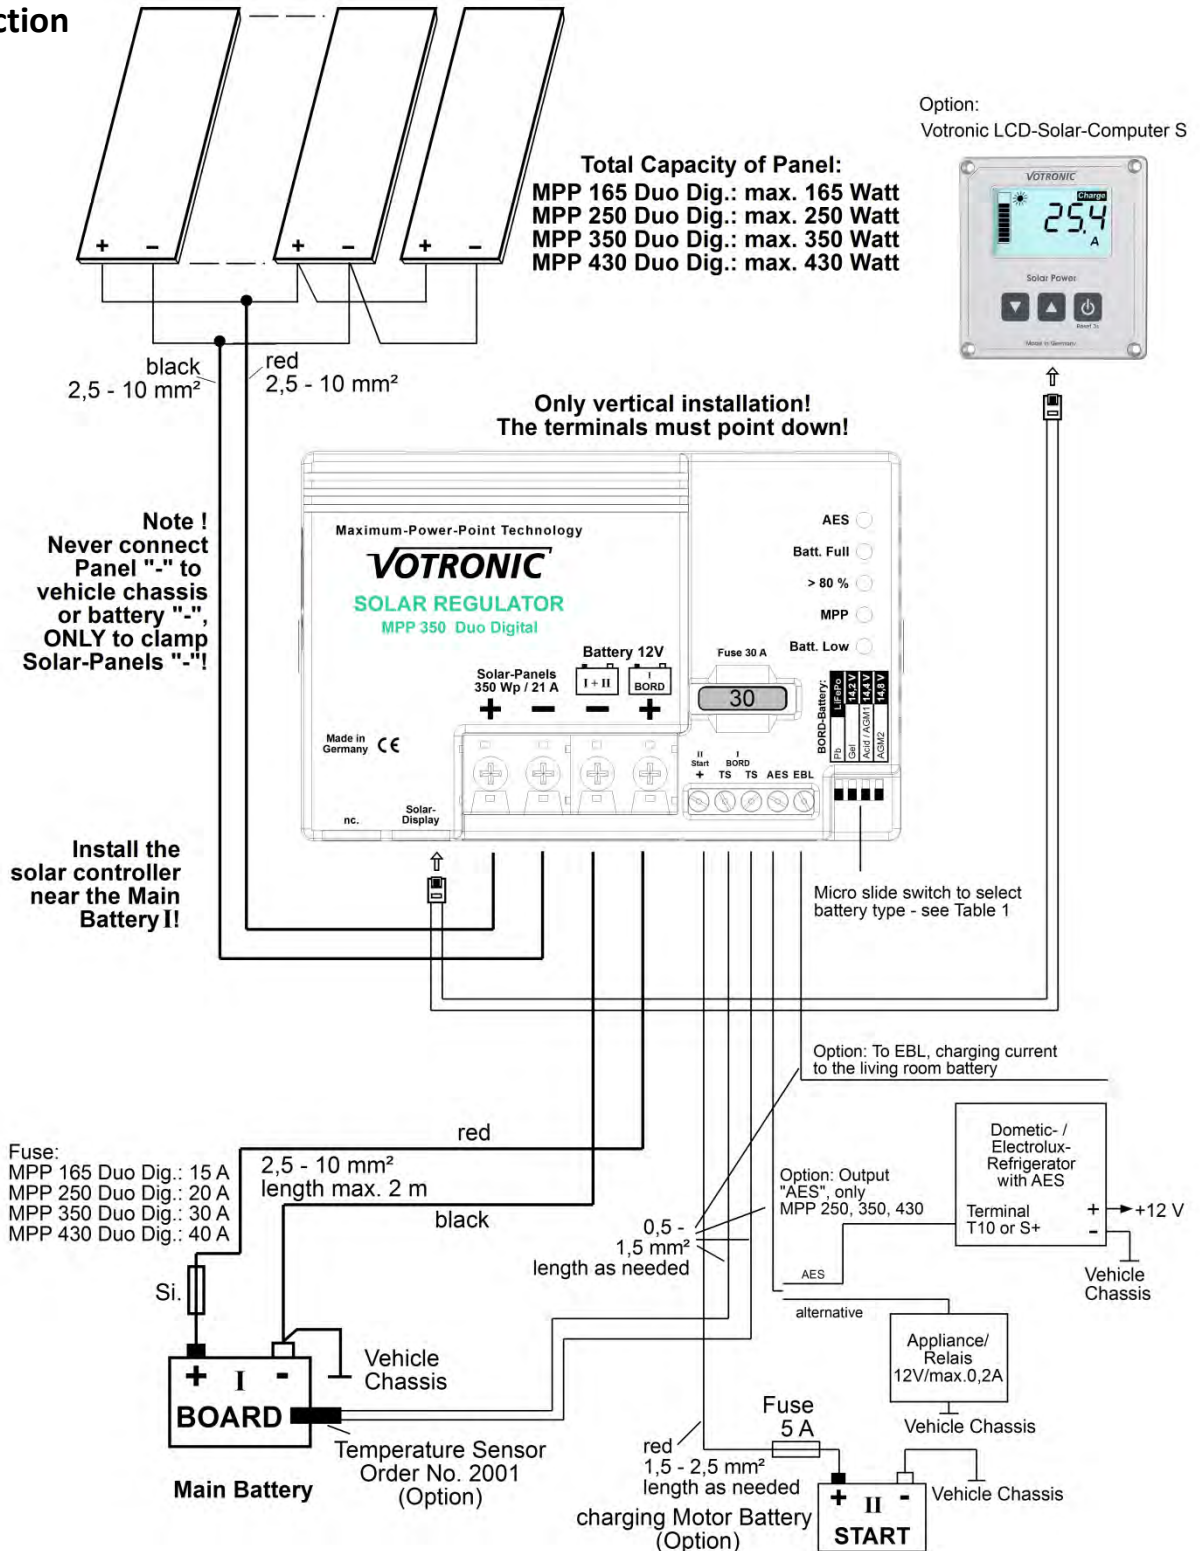 ction
Option:
Votronic LCD-Solar-Computer S
Total Capacity of Panel:
MPP 165 Duo Dig.: max. 165 Watt
MPP 250 Duo Dig.: max. 250 Watt
MPP 350 Duo Dig.: max. 350 Watt
MPP 430 Duo Dig.: max. 430 Watt
VOTRONIC
Charge
25.4
A
Solar Power
Reset 3s
Made in Germany
+ - + - + -
black
2,5 - 10 mm²
red
2,5 - 10 mm²
Only vertical installation!
The terminals must point down!
Note !
Never connect
Panel "-" to
vehicle chassis
or battery "-",
ONLY to clamp
Solar-Panels "-"!
Maximum-Power-Point Technology
VOTRONIC
SOLAR REGULATOR
MPP 350 Duo Digital
AES
Batt. Full
> 80 %
MPP
Batt. Low
Battery 12V
Solar-Panels
350 Wp / 21 A
I + II
I
BORD
+ - - +
Fuse 30 A
30
BORD-Battery:
Pb LiFePo
Gel 14,2 V
Acid / AGM1 14,4 V
AGM2 14,8 V
Made in
Germany CE
II
Start
I
BORD
+ TS TS AES EBL
nc.
Solar-
Display
Install the
solar controller
near the Main
Battery I!
Micro slide switch to select
battery type - see Table 1
Option: To EBL, charging current
to the living room battery
Fuse:
MPP 165 Duo Dig.: 15 A
MPP 250 Duo Dig.: 20 A
MPP 350 Duo Dig.: 30 A
MPP 430 Duo Dig.: 40 A
red
2,5 - 10 mm²
length max. 2 m
black
Option: Output
"AES", only
MPP 250, 350, 430
0,5 -
1,5 mm²
length as needed
Dometic- /
Electrolux-
Refrigerator
with AES
Terminal
T10 or S+
+
-
+12 V
Vehicle
Chassis
AES
alternative
Appliance/
Relais
12V/max.0,2A
Vehicle Chassis
Si.
+ I -
BOARD
Vehicle
Chassis
Temperature Sensor
Order No. 2001
(Option)
Main Battery
Fuse
5 A
red
1,5 - 2,5 mm²
length as needed
charging Motor Battery
(Option)
+ II -
START
Vehicle Chassis